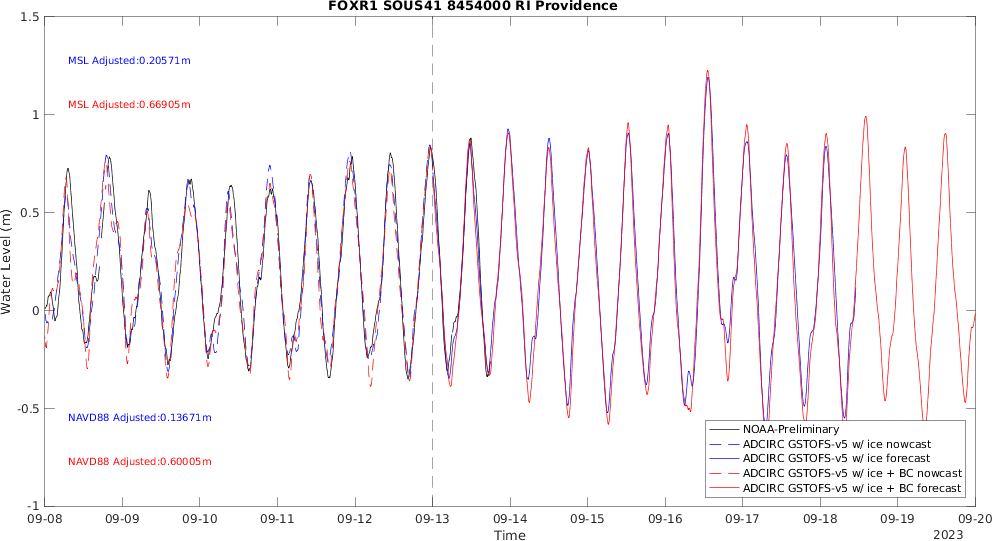 FOXR1 SOUS41 8454000 RI Providence
1.5
1
0.5
0
-0.5
-1
Water Level (m)
MSL Adjusted:0.20571m
MSL Adjusted:0.66905m
NAVD88 Adjusted:0.13671m
NAVD88 Adjusted:0.60005m
NOAA-Preliminary
ADCIRC GSTOFS-v5 w/ ice nowcast
ADCIRC GSTOFS-v5 w/ ice forecast
ADCIRC GSTOFS-v5 w/ ice + BC nowcast
ADCIRC GSTOFS-v5 w/ ice + BC forecast
09-08 09-09 09-10 09-11 09-12 09-13 09-14 09-15 09-16 09-17 09-18 09-19 09-20
Time
2023